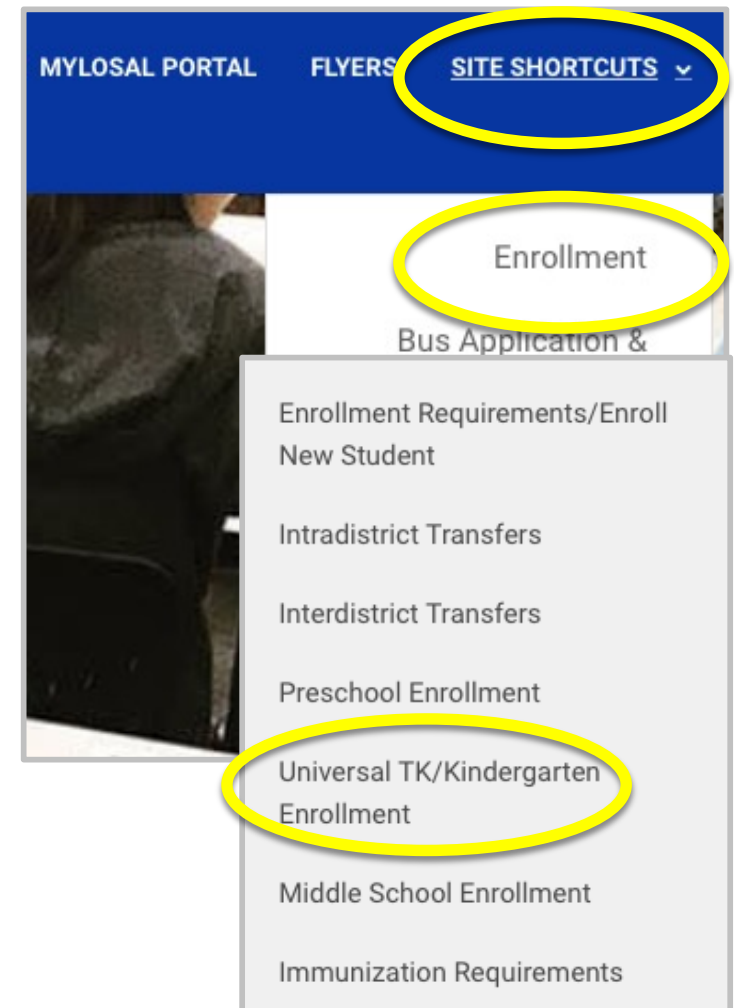 MYLOSAL PORTAL FLYERS SITE SHORTCUTS
Enrollment
Bus Application &
Enrollment Requirements/Enroll
New Student
Intradistrict Transfers
Interdistrict Transfers
Preschool Enrollment
Universal TK/Kindergarten
Enrollment
Middle School Enrollment
Immunization Requirements